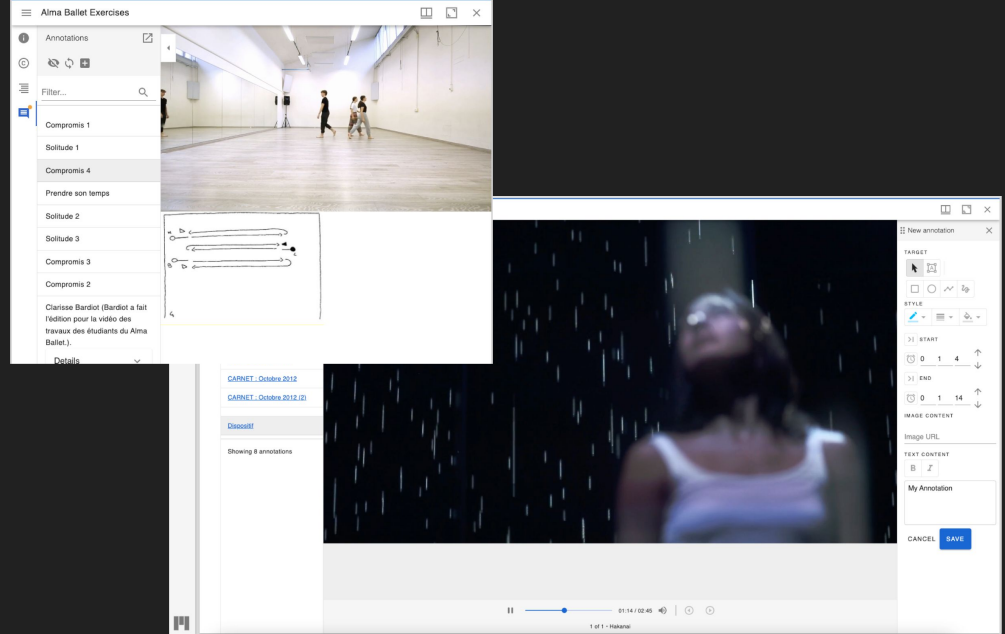 Alma Ballet Exercises
Annotations
Filter...
Compromis 1
Solitude 1
Compromis 4
Prendre son temps
Solitude 2
Solitude 3
Compromis 3
Compromis 2
Clarisse Bardiot (Bardiot a fait
l'édition pour la vidéo des
travaux des étudiants du Alma
Ballet.).
Details
A
B
C
4
CARNET : Octobre 2012
CARNET : Octobre 2012 (2)
Dispositif
Showing 8 annotations
01:14 / 02:45
1 of 1 • Hakanai
New annotation
TARGET
STYLE
START
0 1 4
END
0 1 14
IMAGE CONTENT
Image URL
TEXT CONTENT
B I
My Annotation
CANCEL SAVE